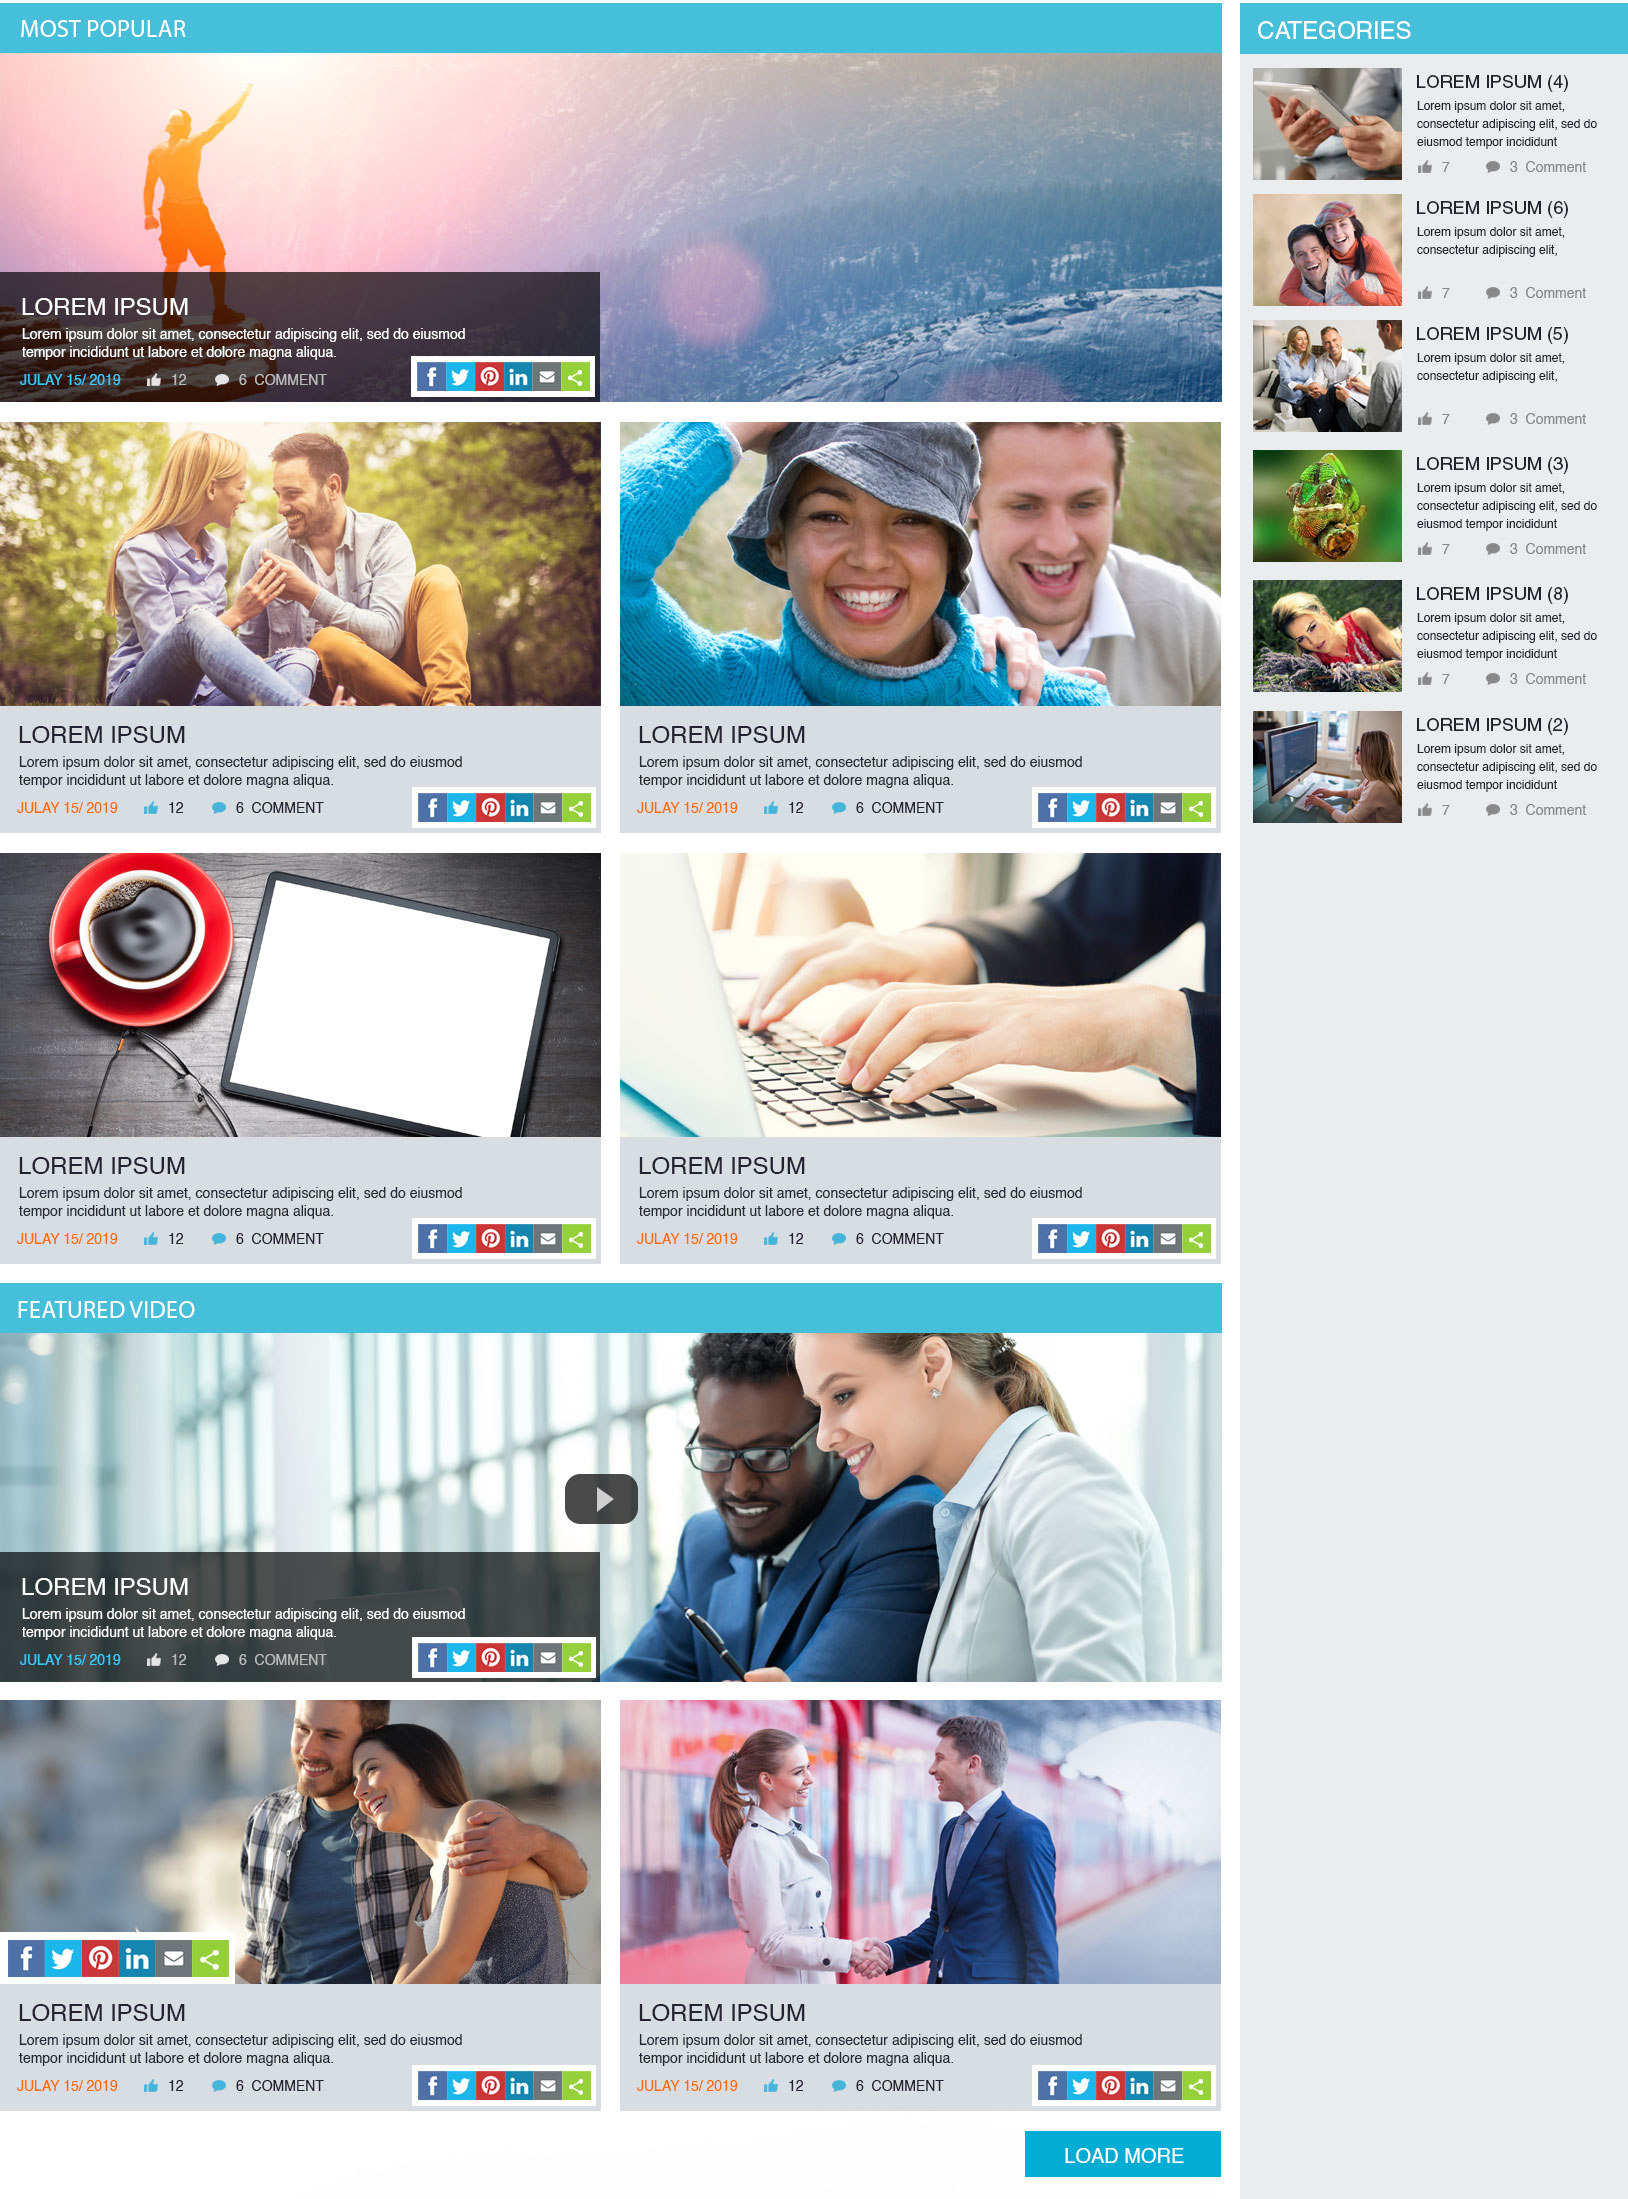 MOST POPULAR
LOREM IPSUM
Lorem ipsum dolor sit amet, consectetur adipiscing elit, sed do eiusmod
tempor incididunt ut labore et dolore magna aliqua.
JULAY 15/ 2019 12 6 COMMENT
LOREM IPSUM
Lorem ipsum dolor sit amet, consectetur adipiscing elit, sed do eiusmod
tempor incididunt ut labore et dolore magna aliqua.
JULAY 15/ 2019 12 6 COMMENT
LOREM IPSUM
Lorem ipsum dolor sit amet, consectetur adipiscing elit, sed do eiusmod
tempor incididunt ut labore et dolore magna aliqua.
JULAY 15/ 2019 12 6 COMMENT
LOREM IPSUM
Lorem ipsum dolor sit amet, consectetur adipiscing elit, sed do eiusmod
tempor incididunt ut labore et dolore magna aliqua.
JULAY 15/ 2019 12 6 COMMENT
LOREM IPSUM
Lorem ipsum dolor sit amet, consectetur adipiscing elit, sed do eiusmod
tempor incididunt ut labore et dolore magna aliqua.
JULAY 15/ 2019 12 6 COMMENT
FEATURED VIDEO
LOREM IPSUM
Lorem ipsum dolor sit amet, consectetur adipiscing elit, sed do eiusmod
tempor incididunt ut labore et dolore magna aliqua.
JULAY 15/ 2019 12 6 COMMENT
LOREM IPSUM
Lorem ipsum dolor sit amet, consectetur adipiscing elit, sed do eiusmod
tempor incididunt ut labore et dolore magna aliqua.
JULAY 15/ 2019 12 6 COMMENT
LOREM IPSUM
Lorem ipsum dolor sit amet, consectetur adipiscing elit, sed do eiusmod
tempor incididunt ut labore et dolore magna aliqua.
JULAY 15/ 2019 12 6 COMMENT
LOAD MORE
CATEGORIES
LOREM IPSUM (4)
Lorem ipsum dolor sit amet,
consectetur adipiscing elit, sed do
eiusmod tempor incididunt
7 3 Comment
LOREM IPSUM (6)
Lorem ipsum dolor sit amet,
consectetur adipiscing elit,
7 3 Comment
LOREM IPSUM (5)
Lorem ipsum dolor sit amet,
consectetur adipiscing elit,
7 3 Comment
LOREM IPSUM (3)
Lorem ipsum dolor sit amet,
consectetur adipiscing elit, sed do
eiusmod tempor incididunt
7 3 Comment
LOREM IPSUM (8)
Lorem ipsum dolor sit amet,
consectetur adipiscing elit, sed do
eiusmod tempor incididunt
7 3 Comment
LOREM IPSUM (2)
Lorem ipsum dolor sit amet,
consectetur adipiscing elit, sed do
eiusmod tempor incididunt
7 3 Comment